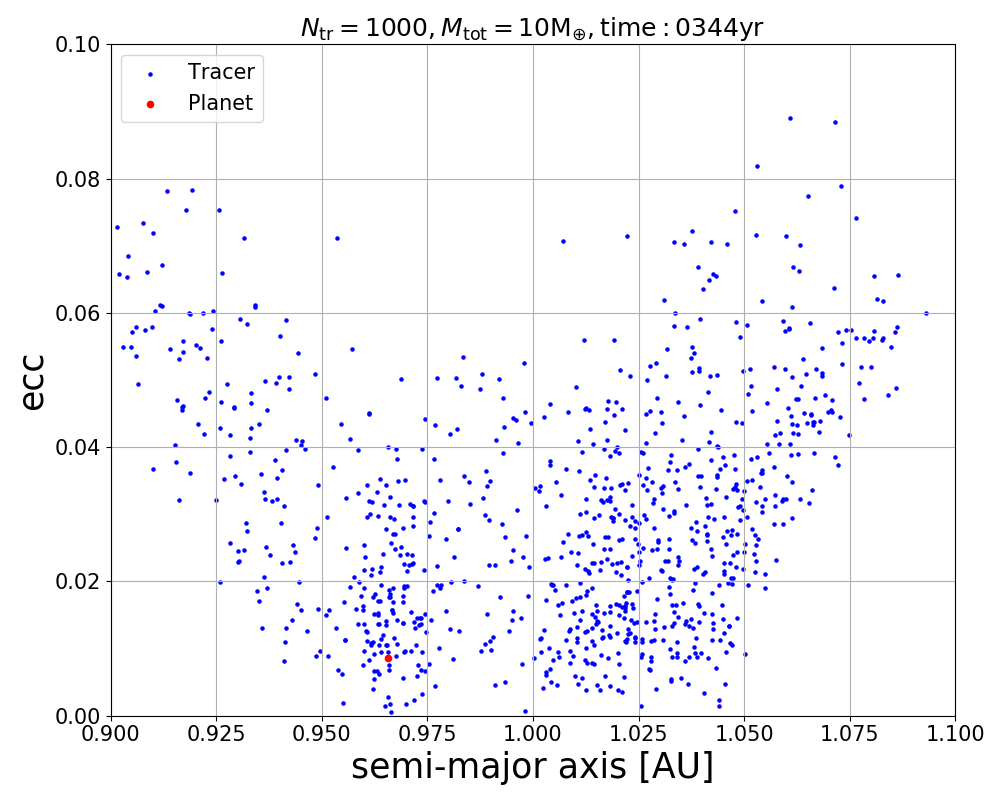 N_tr = 1000, M_tot = 10M_⊕, time : 0344yr
Tracer
Planet
0.10
0.08
0.06
0.04
0.02
0.00
ecc
0.900 0.925 0.950 0.975 1.000 1.025 1.050 1.075 1.100
semi-major axis [AU]